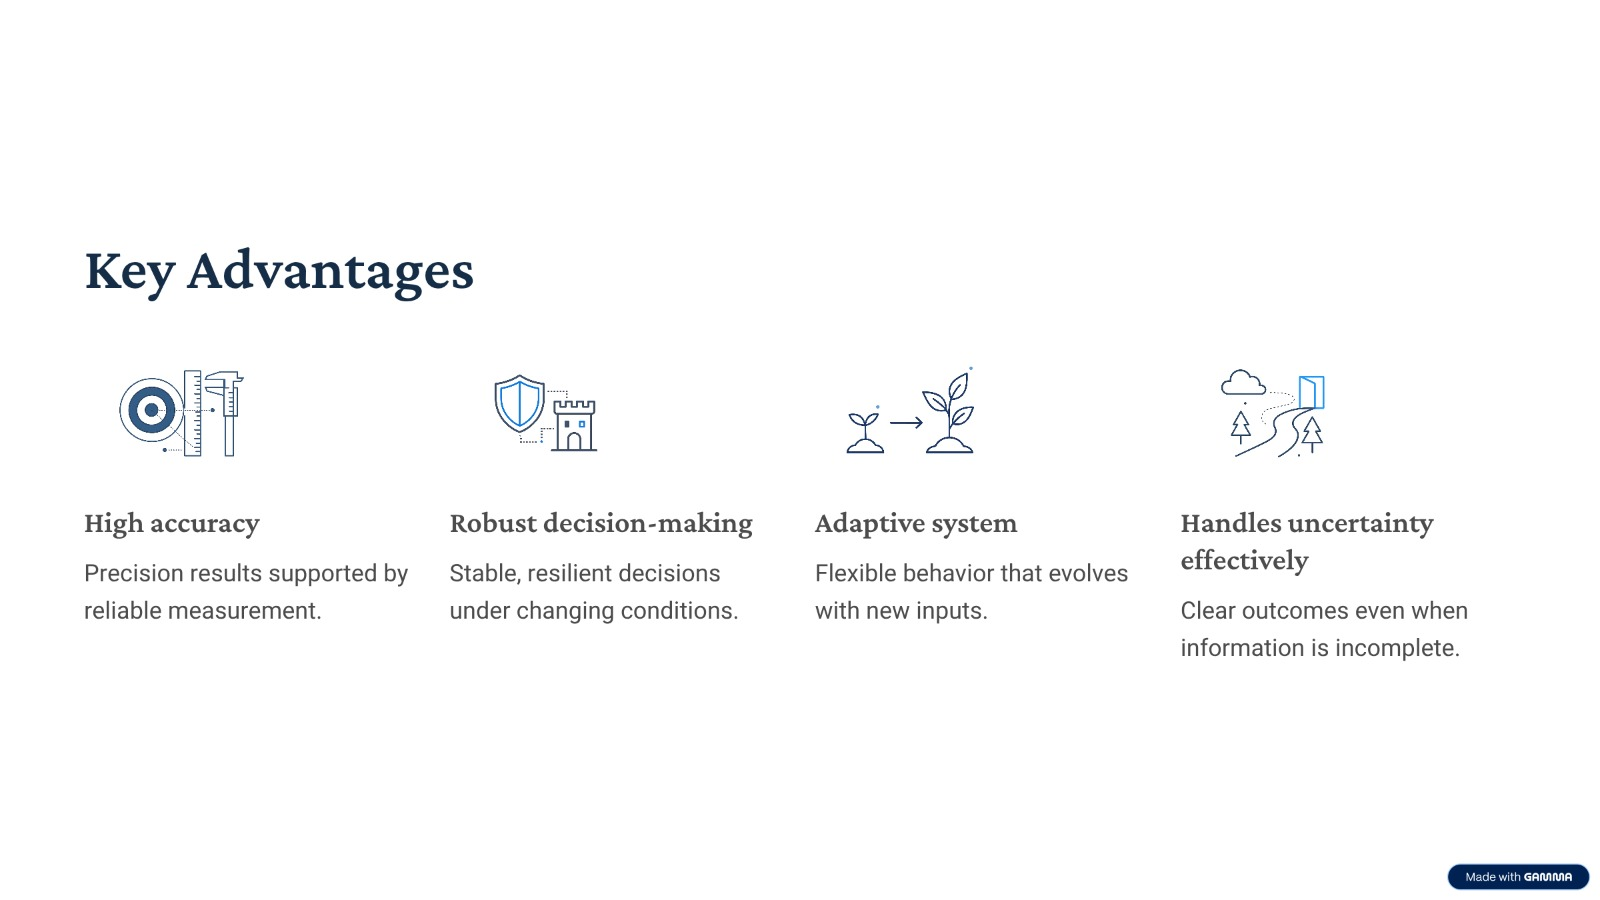 Key Advantages
High accuracy
Precision results supported by
reliable measurement.
Robust decision-making
Stable, resilient decisions
under changing conditions.
Adaptive system
Flexible behavior that evolves
with new inputs.
Handles uncertainty
effectively
Clear outcomes even when
information is incomplete.
Made with GAMMA